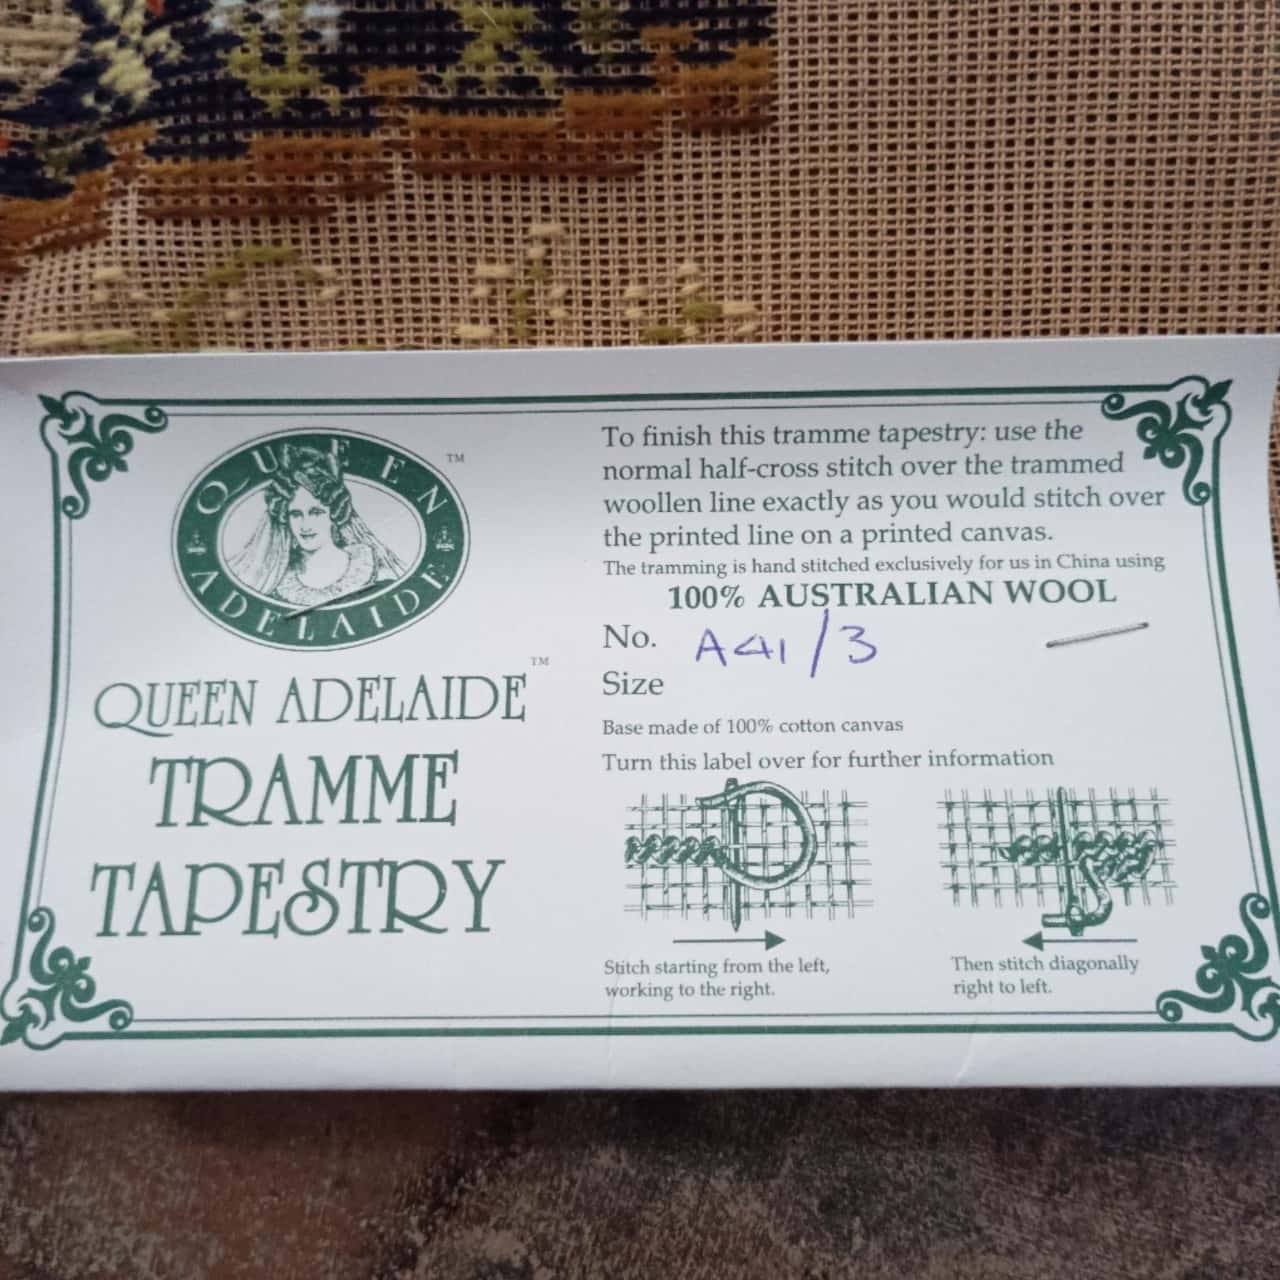 QUEEN
ADELAIDE
TM
TM
QUEEN ADELAIDE
TRAMME
TAPESTRY
To finish this tramme tapestry: use the
normal half-cross stitch over the trammed
woollen line exactly as you would stitch over
the printed line on a printed canvas.
The tramming is hand stitched exclusively for us in China using
100% AUSTRALIAN WOOL
No. A41/3
Size
Base made of 100% cotton canvas
Turn this label over for further information
Stitch starting from the left,
working to the right.
Then stitch diagonally
right to left.